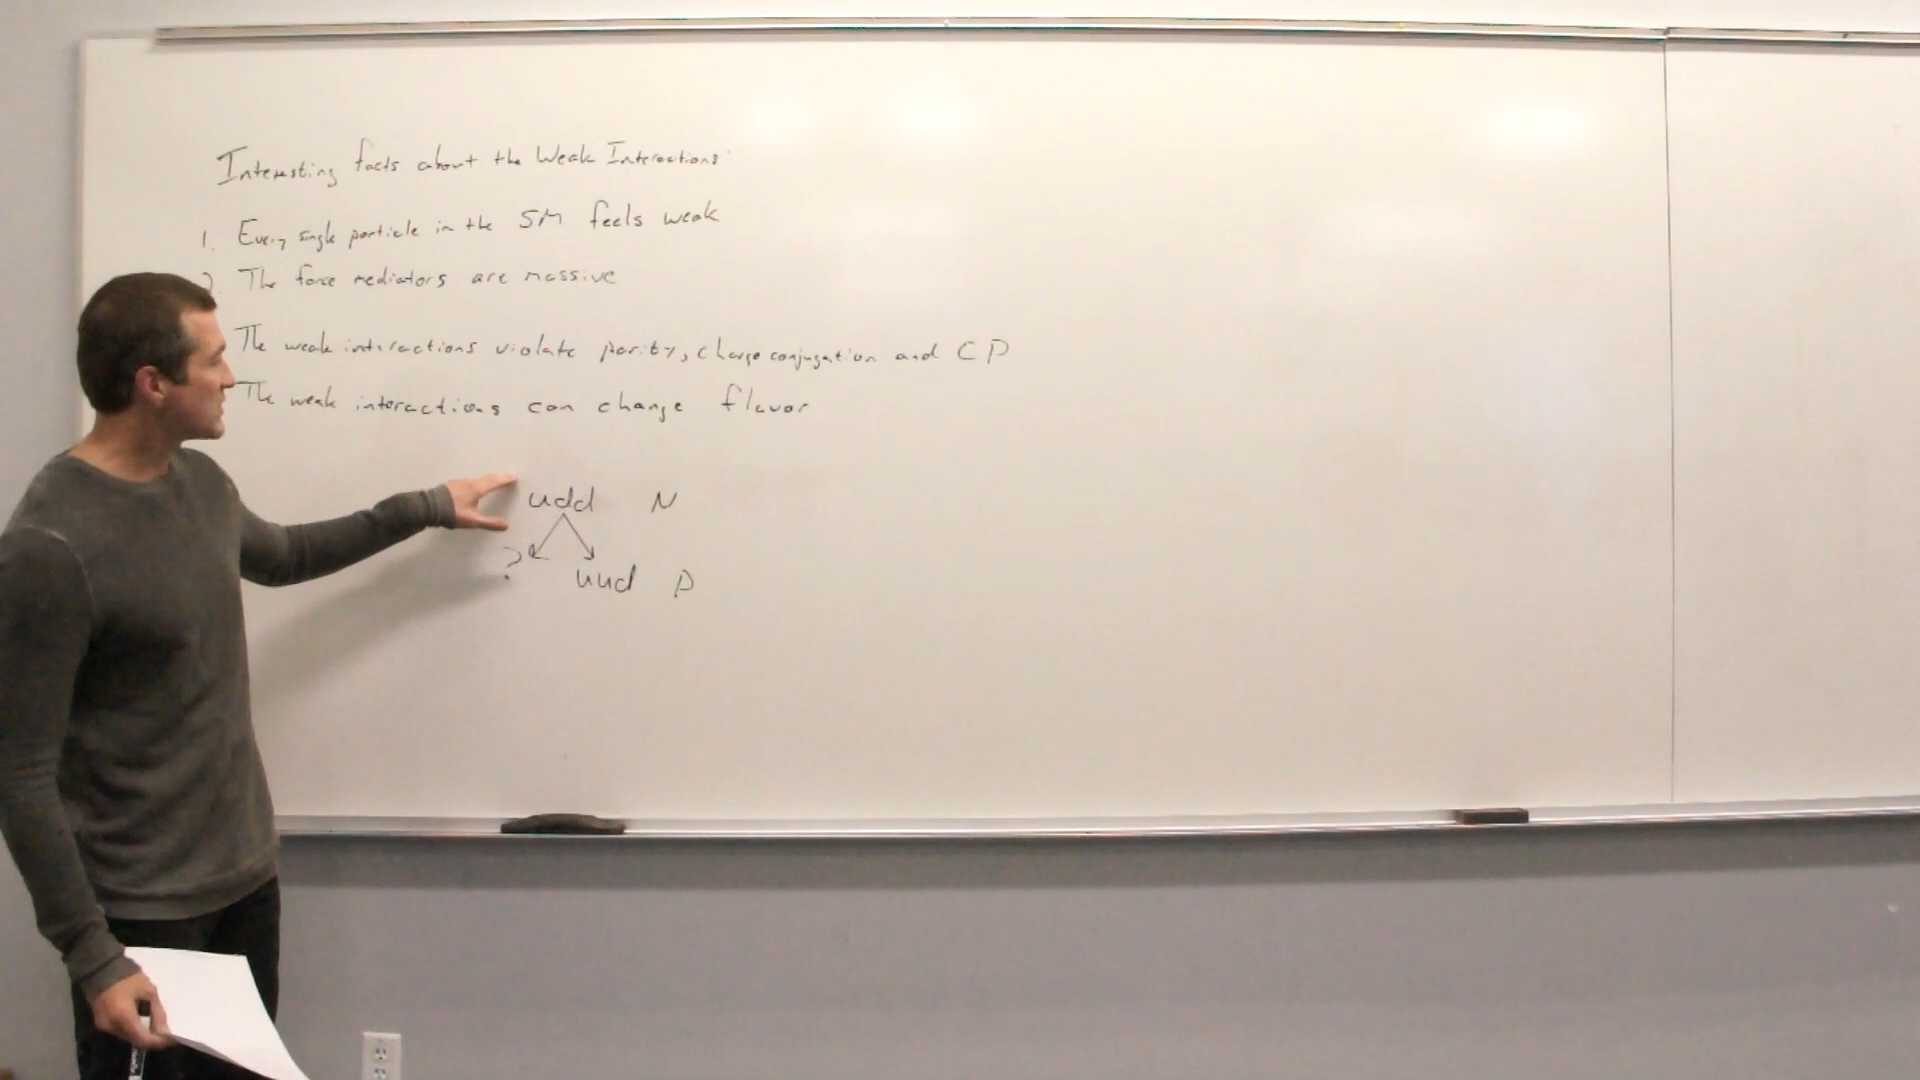 Interesting facts about the Weak Interactions
1. Every single particle in the SM feels weak
2. The force mediators are massive
The weak interactions violate parity, charge conjugation and CP
The weak interactions can change flavor
udd N
? uud P